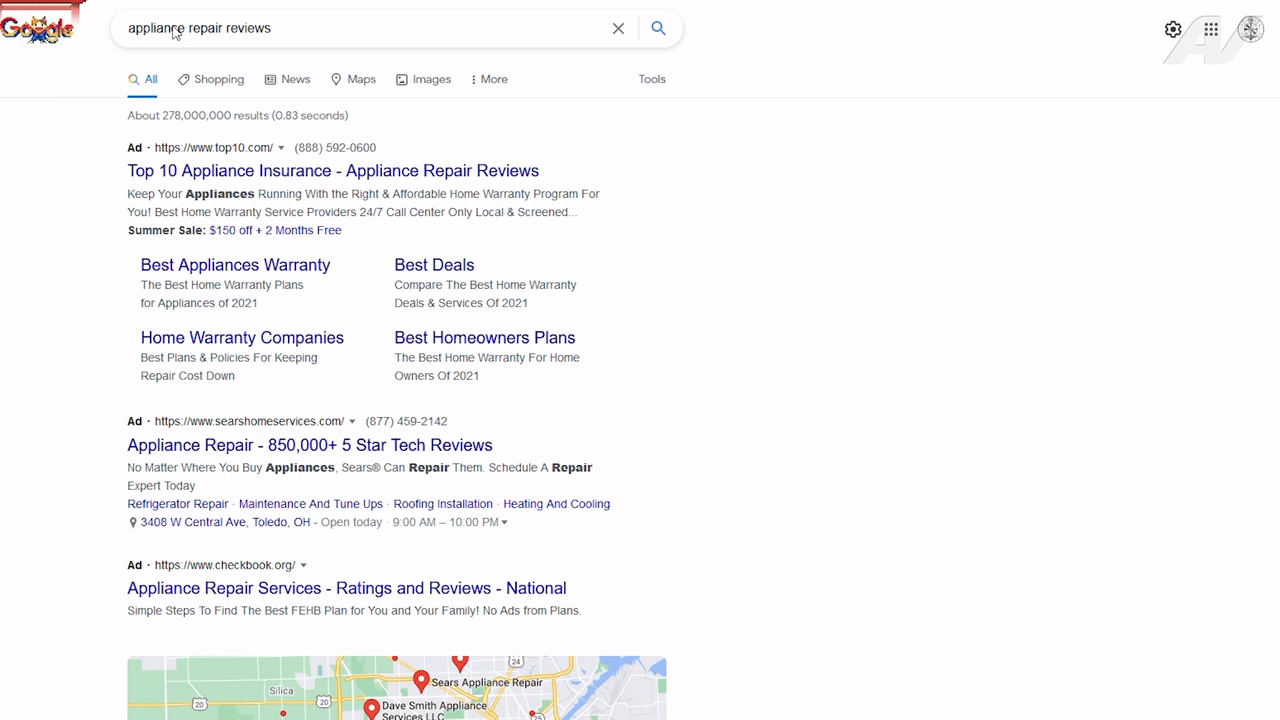 Google
appliance repair reviews
All Shopping News Maps Images More Tools
About 278,000,000 results (0.83 seconds)
Ad · https://www.top10.com/ (888) 592-0600
Top 10 Appliance Insurance - Appliance Repair Reviews
Keep Your Appliances Running With the Right & Affordable Home Warranty Program For
You! Best Home Warranty Service Providers 24/7 Call Center Only Local & Screened...
Summer Sale: $150 off + 2 Months Free
Best Appliances Warranty
The Best Home Warranty Plans
for Appliances of 2021
Best Deals
Compare The Best Home Warranty
Deals & Services Of 2021
Home Warranty Companies
Best Plans & Policies For Keeping
Repair Cost Down
Best Homeowners Plans
The Best Home Warranty For Home
Owners Of 2021
Ad · https://www.searshomeservices.com/ (877) 459-2142
Appliance Repair - 850,000+ 5 Star Tech Reviews
No Matter Where You Buy Appliances, Sears® Can Repair Them. Schedule A Repair
Expert Today
Refrigerator Repair · Maintenance And Tune Ups · Roofing Installation · Heating And Cooling
3408 W Central Ave, Toledo, OH - Open today · 9:00 AM – 10:00 PM
Ad · https://www.checkbook.org/
Appliance Repair Services - Ratings and Reviews - National
Simple Steps To Find The Best FEHB Plan for You and Your Family! No Ads from Plans.
24
Sears Appliance Repair
Silica
20
20
Dave Smith Appliance
Services LLC
25